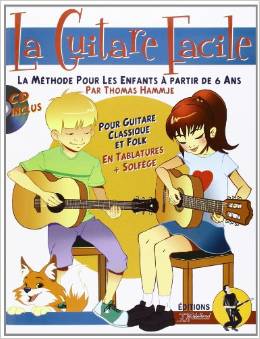 La Guitare Facile
La Méthode Pour Les Enfants à partir de 6 Ans
Par Thomas Hammje
CD
INCLUS
Pour Guitare
Classique
et Folk
En Tablatures
+ Solfège
ÉDITIONS